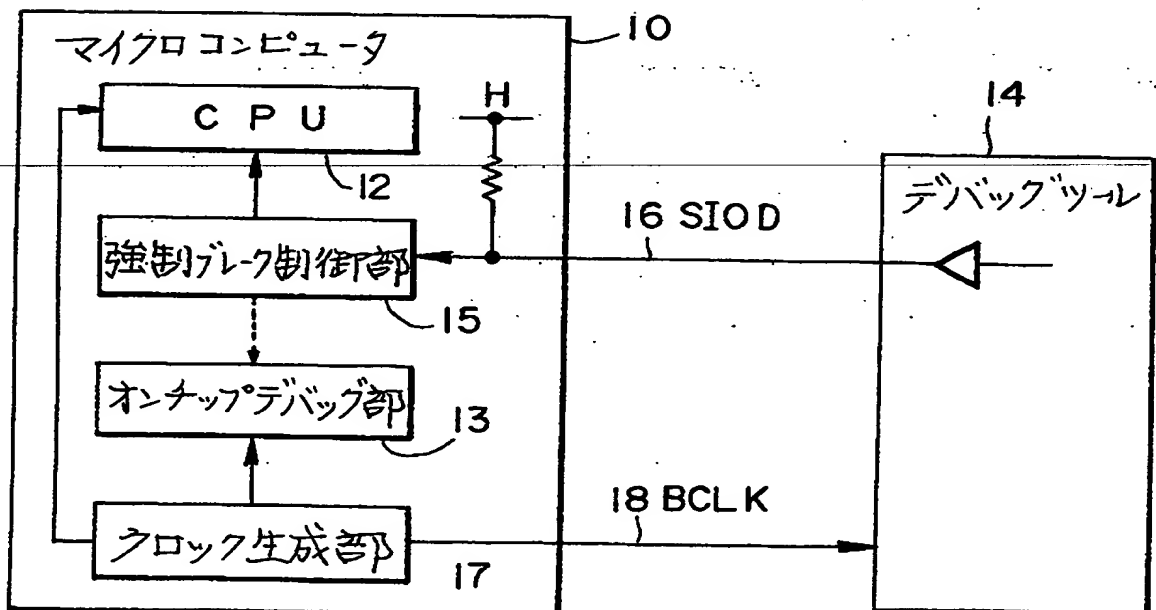 マイクロコンピュータ
10
CPU
12
H
14
デバッグツール
16 SIOD
強制ブレーク制御部
15
オンチップデバッグ部
13
クロック生成部
17
18 BCLK